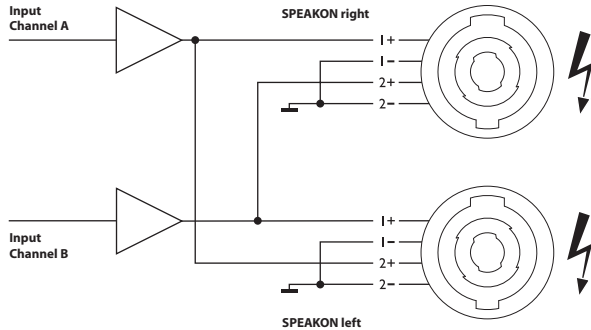 Input
Channel A
SPEAKON right
1+
1−
2+
2−
Input
Channel B
1+
1−
2+
2−
SPEAKON left